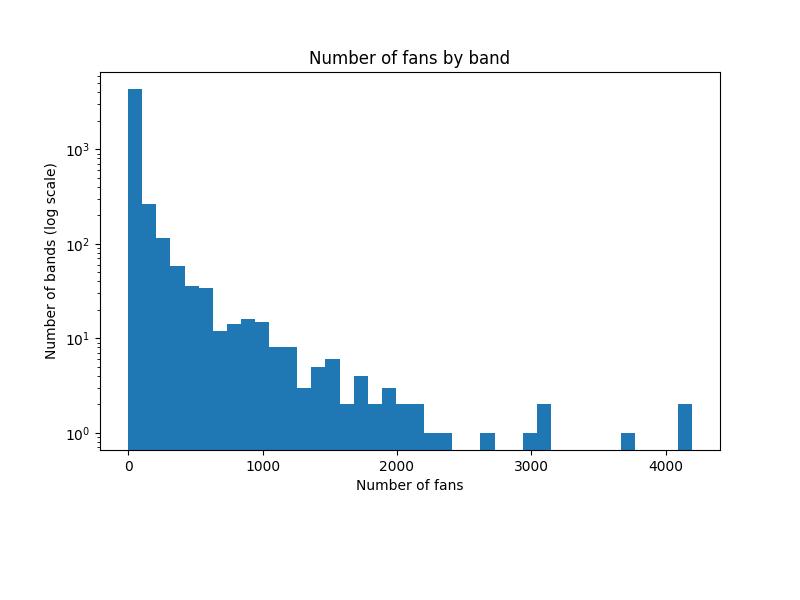 Number of fans by band
Number of bands (log scale)
10³
10²
10¹
10⁰
0 1000 2000 3000 4000
Number of fans